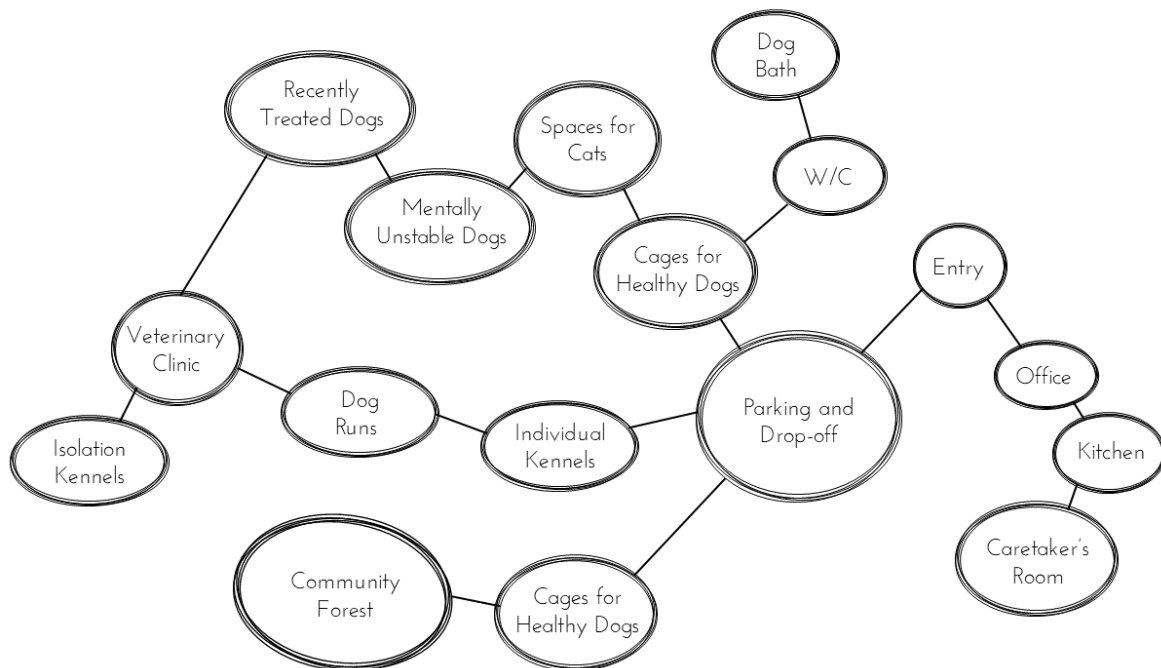 Dog
Bath
Recently
Treated Dogs
Spaces for
Cats
W/C
Mentally
Unstable Dogs
Cages for
Healthy Dogs
Entry
Veterinary
Clinic
Office
Dog
Runs
Parking and
Drop-off
Individual
Kennels
Kitchen
Isolation
Kennels
Caretaker's
Room
Community
Forest
Cages for
Healthy Dogs